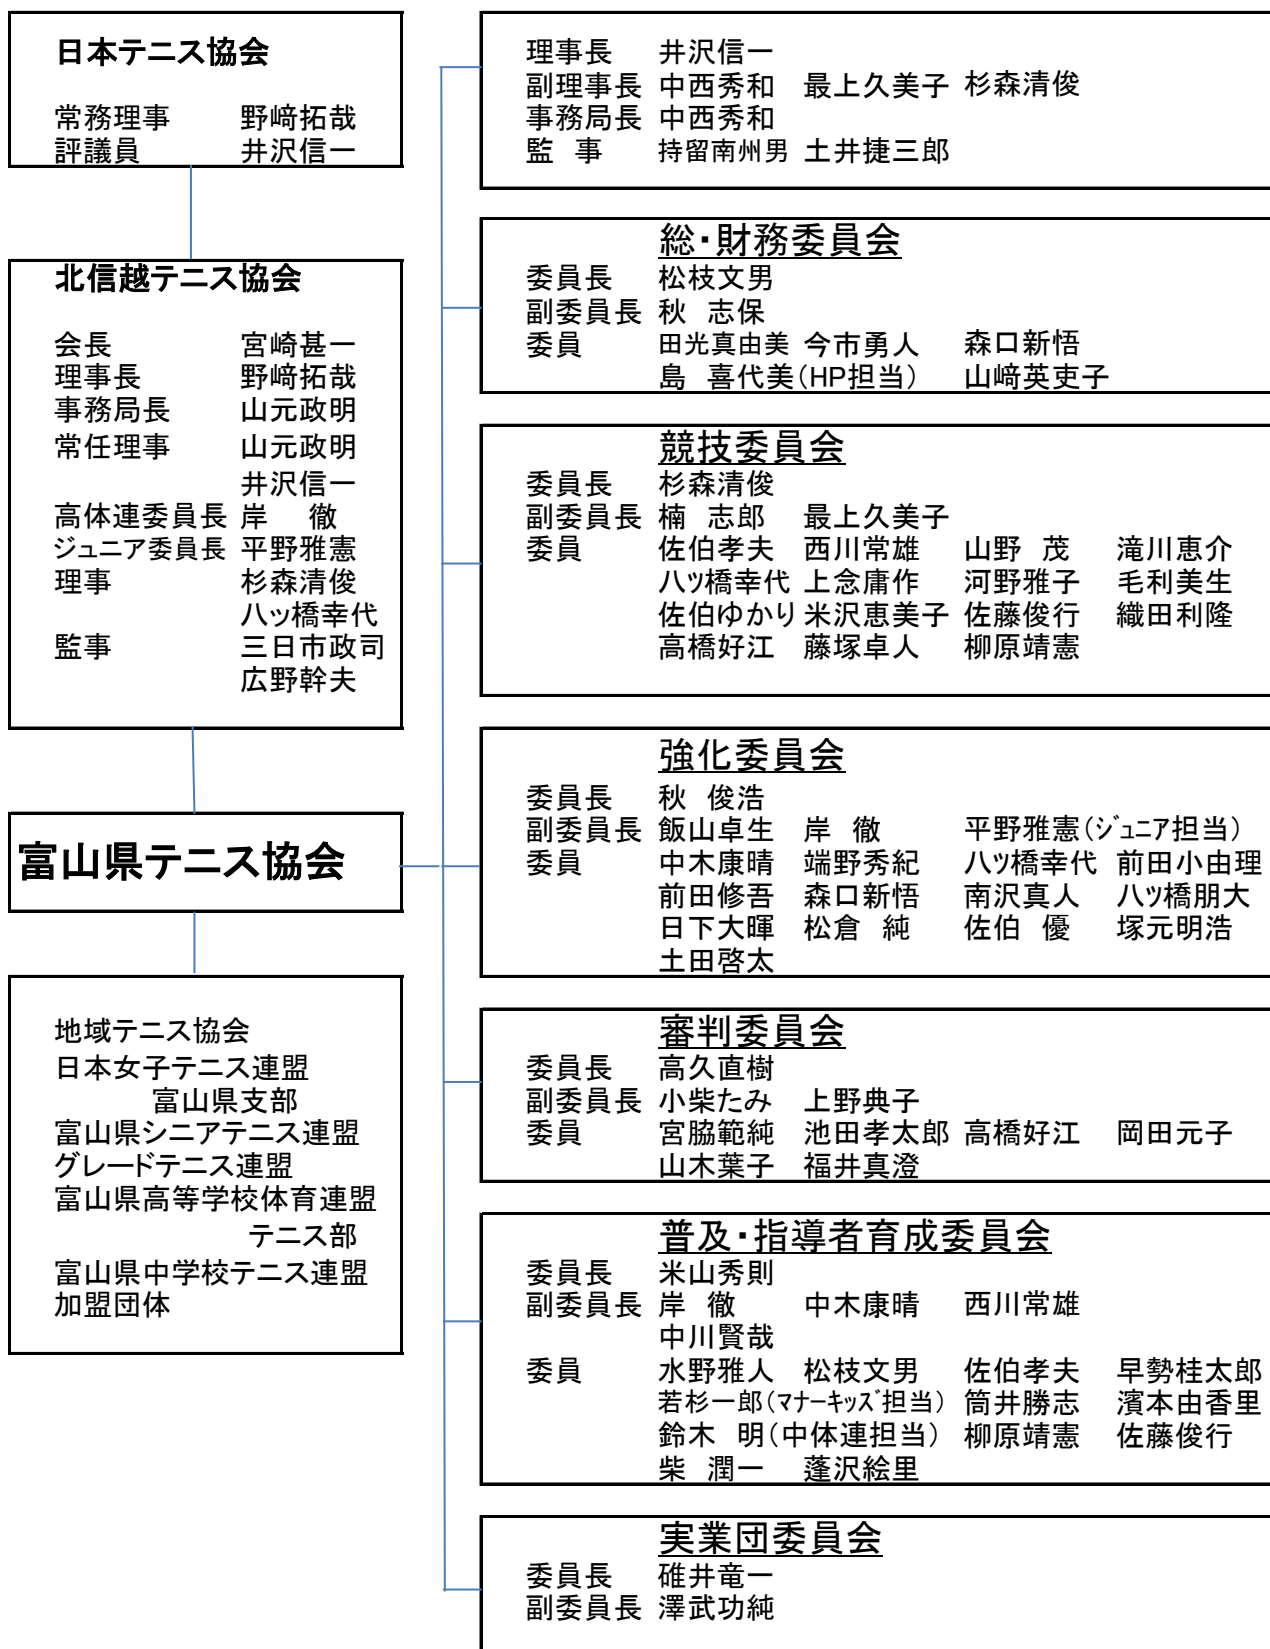 日本テニス協会
常務理事 野﨑拓哉
評議員 井沢信一
北信越テニス協会
会長 宮崎甚一
理事長 野﨑拓哉
事務局長 山元政明
常任理事 山元政明
井沢信一
高体連委員長 岸 徹
ジュニア委員長 平野雅憲
理事 杉森清俊
八ッ橋幸代
監事 三日市政司
広野幹夫
富山県テニス協会
地域テニス協会
日本女子テニス連盟
富山県支部
富山県シニアテニス連盟
グレードテニス連盟
富山県高等学校体育連盟
テニス部
富山県中学校テニス連盟
加盟団体
理事長 井沢信一
副理事長 中西秀和 最上久美子 杉森清俊
事務局長 中西秀和
監 事 持留南州男 土井捷三郎
総・財務委員会
委員長 松枝文男
副委員長 秋 志保
委員 田光真由美 今市勇人 森口新悟
島 喜代美(HP担当) 山﨑英吏子
競技委員会
委員長 杉森清俊
副委員長 楠 志郎 最上久美子
委員 佐伯孝夫 西川常雄 山野 茂 滝川恵介
八ッ橋幸代 上念庸作 河野雅子 毛利美生
佐伯ゆかり 米沢恵美子 佐藤俊行 織田利隆
高橋好江 藤塚卓人 柳原靖憲
強化委員会
委員長 秋 俊浩
副委員長 飯山卓生 岸 徹 平野雅憲(ジュニア担当)
委員 中木康晴 端野秀紀 八ッ橋幸代 前田小由理
前田修吾 森口新悟 南沢真人 八ッ橋朋大
日下大暉 松倉 純 佐伯 優 塚元明浩
土田啓太
審判委員会
委員長 高久直樹
副委員長 小柴たみ 上野典子
委員 宮脇範純 池田孝太郎 高橋好江 岡田元子
山木葉子 福井真澄
普及・指導者育成委員会
委員長 米山秀則
副委員長 岸 徹 中木康晴 西川常雄
中川賢哉
委員 水野雅人 松枝文男 佐伯孝夫 早勢桂太郎
若杉一郎(マナーキッズ担当) 筒井勝志 濱本由香里
鈴木 明(中体連担当) 柳原靖憲 佐藤俊行
柴 潤一 蓬沢絵里
実業団委員会
委員長 碓井竜一
副委員長 澤武功純